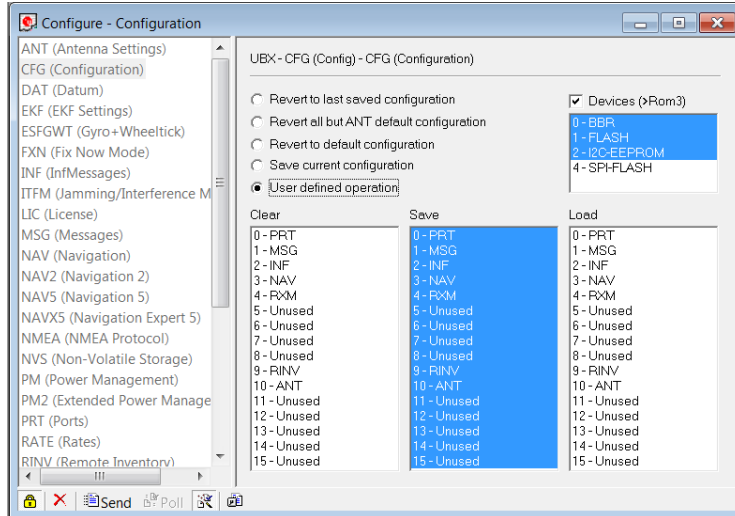 Configure - Configuration
ANT (Antenna Settings)
CFG (Configuration)
DAT (Datum)
EKF (EKF Settings)
ESFGWT (Gyro+Wheeltick)
FXN (Fix Now Mode)
INF (InfMessages)
ITFM (Jamming/Interference M
LIC (License)
MSG (Messages)
NAV (Navigation)
NAV2 (Navigation 2)
NAV5 (Navigation 5)
NAVX5 (Navigation Expert 5)
NMEA (NMEA Protocol)
NVS (Non-Volatile Storage)
PM (Power Management)
PM2 (Extended Power Manage
PRT (Ports)
RATE (Rates)
RINV (Remote Inventory)
UBX - CFG (Config) - CFG (Configuration)
Revert to last saved configuration
Revert all but ANT default configuration
Revert to default configuration
Save current configuration
User defined operation
Devices (>Rom3)
0 - BBR
1 - FLASH
2 - I2C-EEPROM
4 - SPI-FLASH
Clear
0 - PRT
1 - MSG
2 - INF
3 - NAV
4 - RXM
5 - Unused
6 - Unused
7 - Unused
8 - Unused
9 - RINV
10 - ANT
11 - Unused
12 - Unused
13 - Unused
14 - Unused
15 - Unused
Save
0 - PRT
1 - MSG
2 - INF
3 - NAV
4 - RXM
5 - Unused
6 - Unused
7 - Unused
8 - Unused
9 - RINV
10 - ANT
11 - Unused
12 - Unused
13 - Unused
14 - Unused
15 - Unused
Load
0 - PRT
1 - MSG
2 - INF
3 - NAV
4 - RXM
5 - Unused
6 - Unused
7 - Unused
8 - Unused
9 - RINV
10 - ANT
11 - Unused
12 - Unused
13 - Unused
14 - Unused
15 - Unused
Send Poll